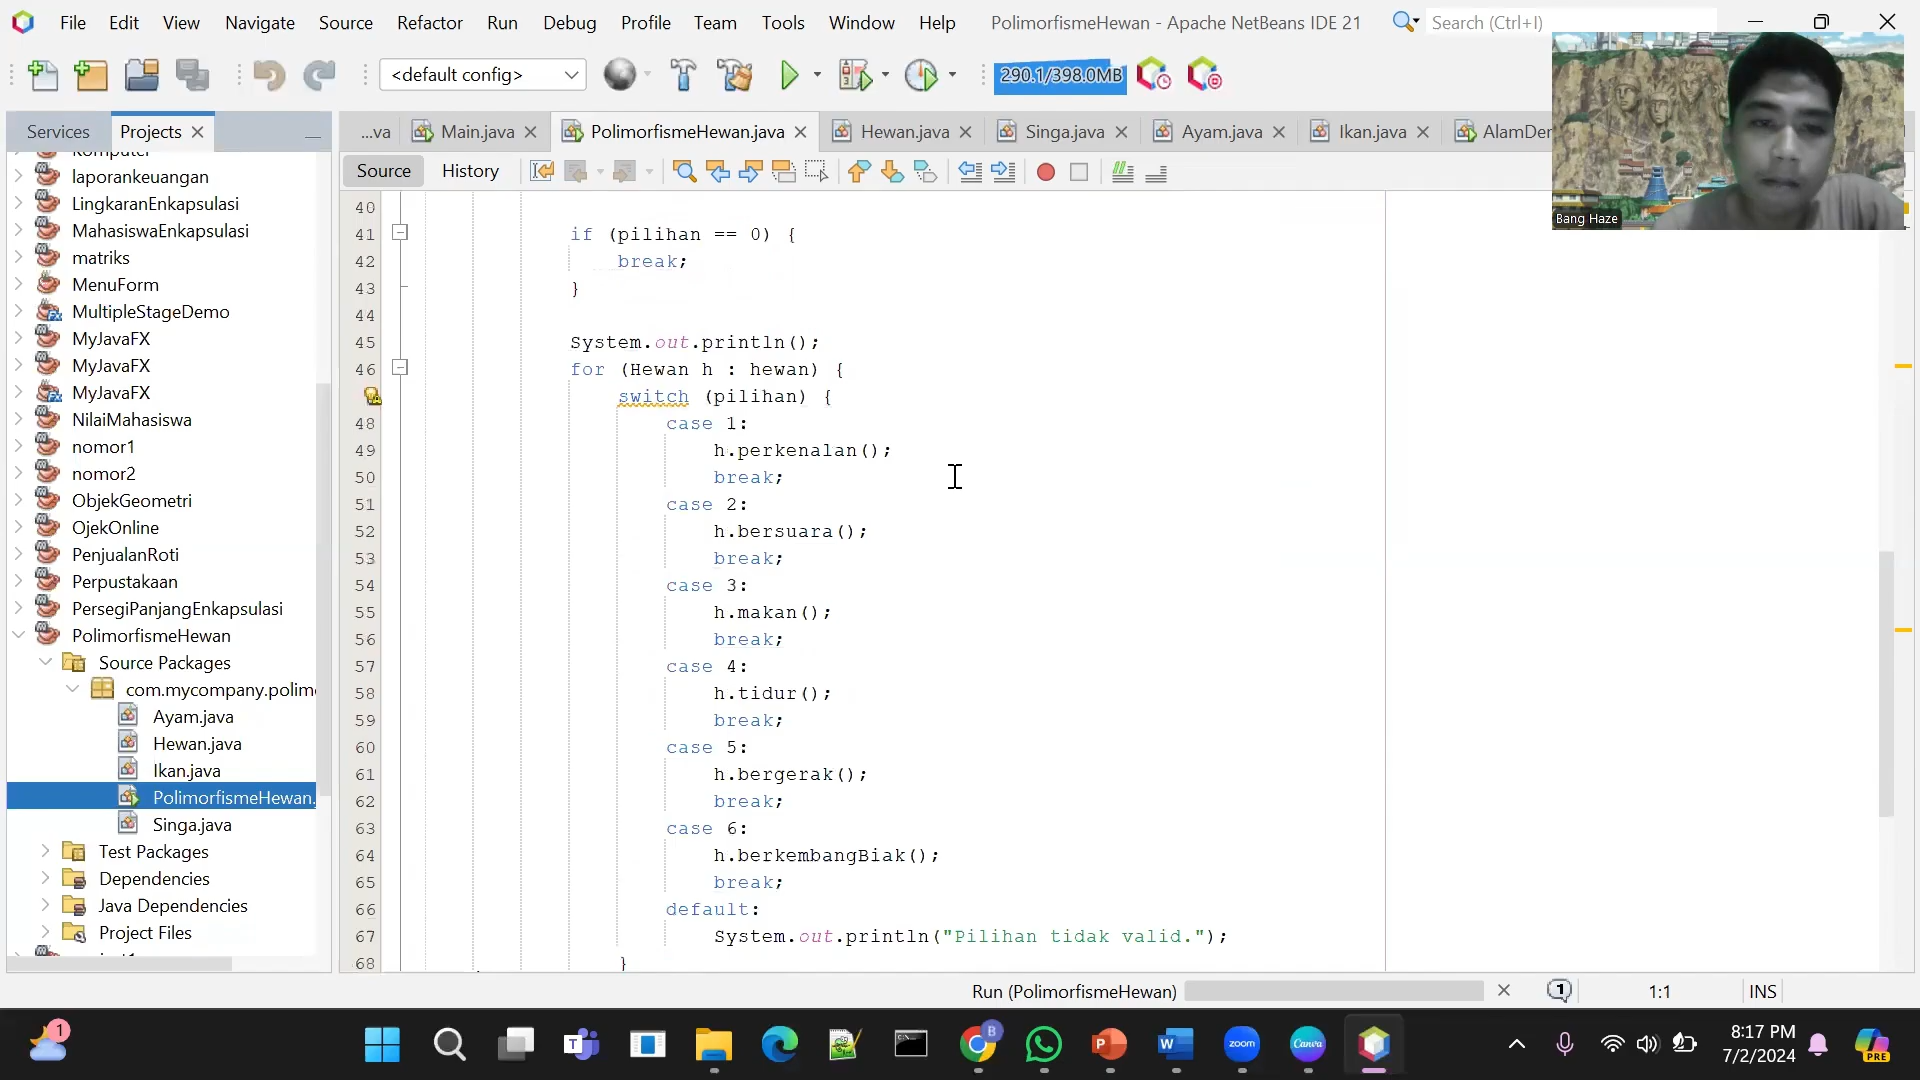 File Edit View Navigate Source Refactor Run Debug Profile Team Tools Window Help PolimorfismeHewan - Apache NetBeans IDE 21 Search (Ctrl+I)
<default config> 290.1/398.0MB
Services Projects ...va Main.java PolimorfismeHewan.java Hewan.java Singa.java Ayam.java Ikan.java AlamDer
Source History
Bang Haze
laporankeuangan
LingkaranEnkapsulasi
MahasiswaEnkapsulasi
matriks
MenuForm
MultipleStageDemo
MyJavaFX
MyJavaFX
MyJavaFX
NilaiMahasiswa
nomor1
nomor2
ObjekGeometri
OjekOnline
PenjualanRoti
Perpustakaan
PersegiPanjangEnkapsulasi
PolimorfismeHewan
Source Packages
com.mycompany.polim
Ayam.java
Hewan.java
Ikan.java
PolimorfismeHewan.
Singa.java
Test Packages
Dependencies
Java Dependencies
Project Files
40
41 if (pilihan == 0) {
42 break;
43 }
44
45 System.out.println();
46 for (Hewan h : hewan) {
switch (pilihan) {
48 case 1:
49 h.perkenalan();
50 break;
51 case 2:
52 h.bersuara();
53 break;
54 case 3:
55 h.makan();
56 break;
57 case 4:
58 h.tidur();
59 break;
60 case 5:
61 h.bergerak();
62 break;
63 case 6:
64 h.berkembangBiak();
65 break;
66 default:
67 System.out.println("Pilihan tidak valid.");
68 }
Run (PolimorfismeHewan) 1 1:1 INS
1 B zoom Canva 8:17 PM
7/2/2024 PRE